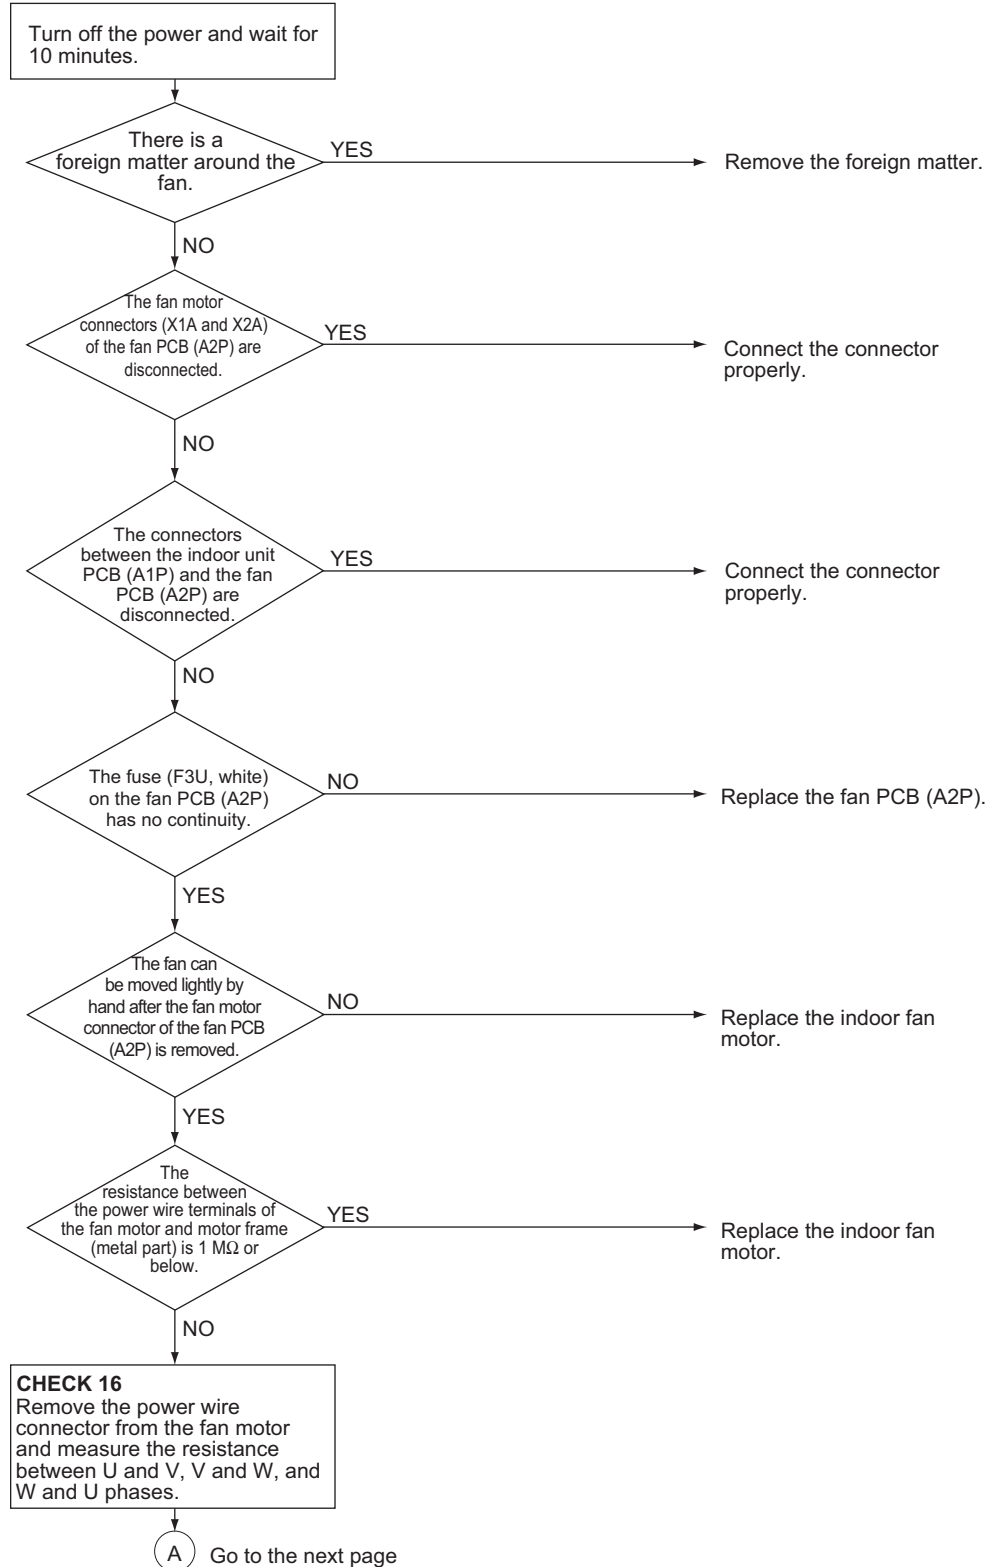 Turn off the power and wait for
10 minutes.
There is a
foreign matter around the
fan.
YES
Remove the foreign matter.
NO
The fan motor
connectors (X1A and X2A)
of the fan PCB (A2P) are
disconnected.
YES
Connect the connector
properly.
NO
The connectors
between the indoor unit
PCB (A1P) and the fan
PCB (A2P) are
disconnected.
YES
Connect the connector
properly.
NO
The fuse (F3U, white)
on the fan PCB (A2P)
has no continuity.
NO
Replace the fan PCB (A2P).
YES
The fan can
be moved lightly by
hand after the fan motor
connector of the fan PCB
(A2P) is removed.
NO
Replace the indoor fan
motor.
YES
The
resistance between
the power wire terminals of
the fan motor and motor frame
(metal part) is 1 MΩ or
below.
YES
Replace the indoor fan
motor.
NO
CHECK 16
Remove the power wire
connector from the fan motor
and measure the resistance
between U and V, V and W, and
W and U phases.
A Go to the next page